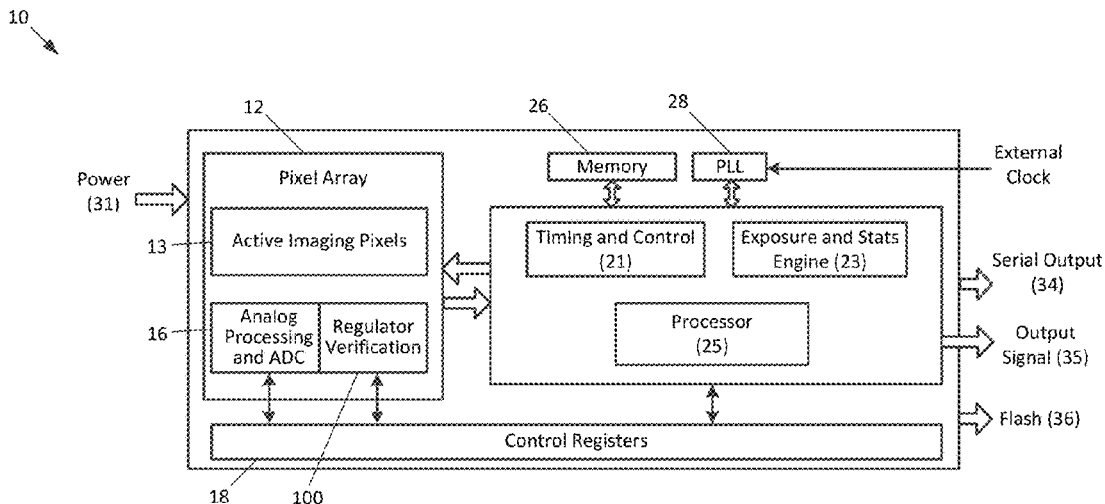 10
12
26
28
Memory
PLL
External
Clock
Power
(31)
Pixel Array
13
Active Imaging Pixels
Timing and Control
(21)
Exposure and Stats
Engine (23)
Serial Output
(34)
16
Analog
Processing
and ADC
Regulator
Verification
Processor
(25)
Output
Signal (35)
Flash (36)
Control Registers
18
100